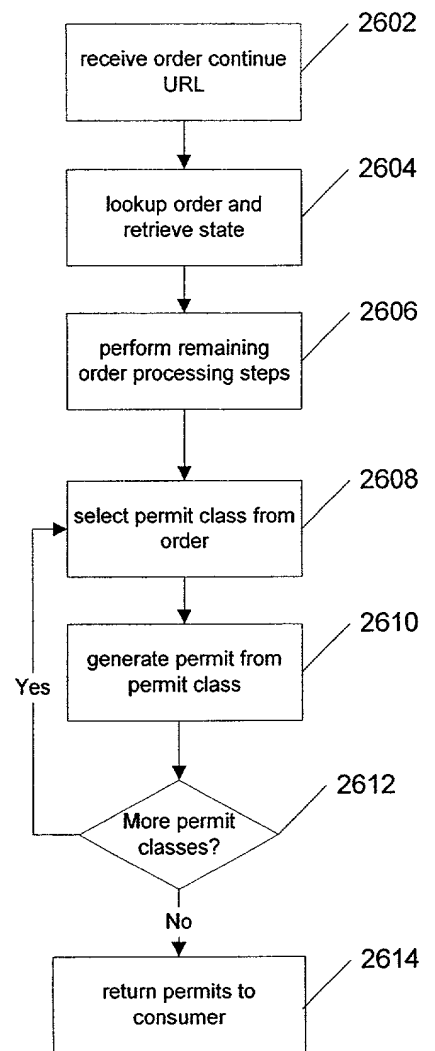 2602
receive order continue
URL
2604
lookup order and
retrieve state
2606
perform remaining
order processing steps
2608
select permit class from
order
2610
generate permit from
permit class
Yes
2612
More permit
classes?
No
2614
return permits to
consumer